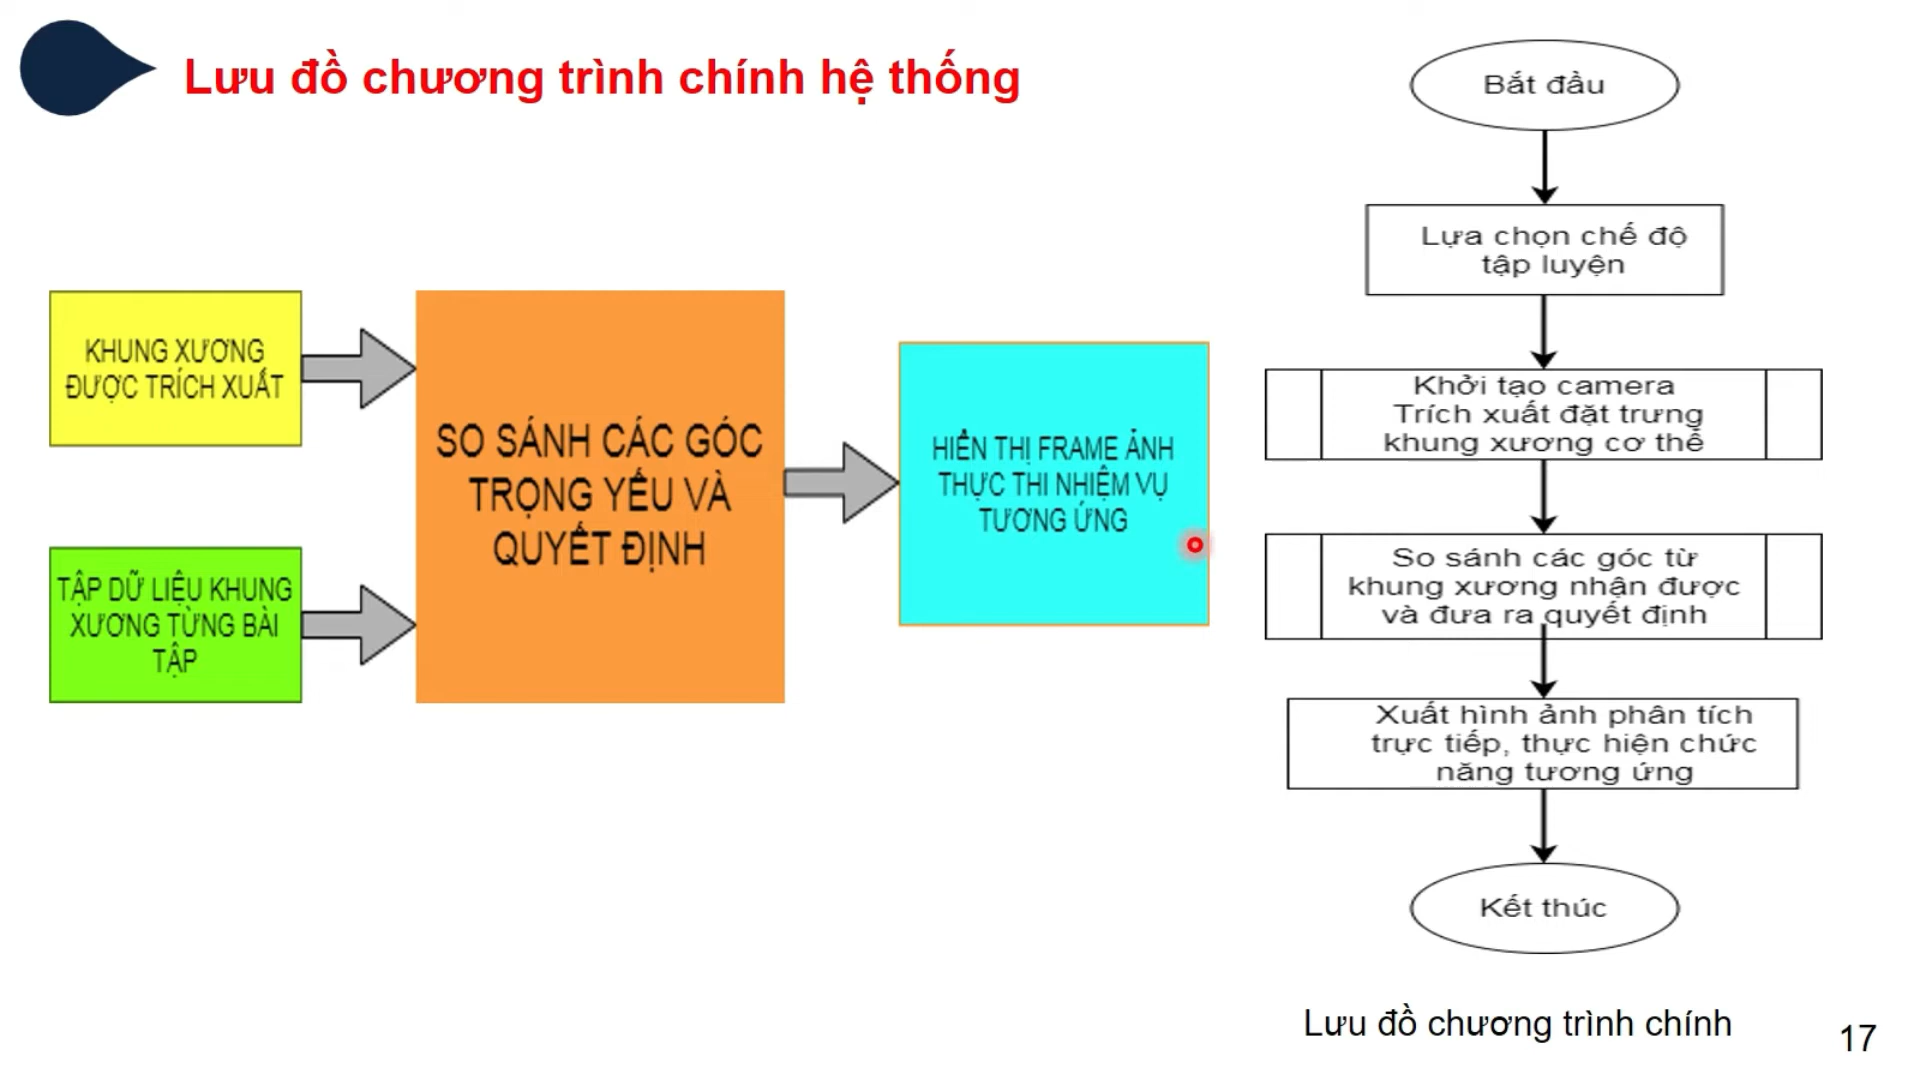 Lưu đồ chương trình chính hệ thống
KHUNG XƯƠNG
ĐƯỢC TRÍCH XUẤT
TẬP DỮ LIỆU KHUNG
XƯƠNG TỪNG BÀI
TẬP
SO SÁNH CÁC GÓC
TRỌNG YẾU VÀ
QUYẾT ĐỊNH
HIỂN THỊ FRAME ẢNH
THỰC THI NHIỆM VỤ
TƯƠNG ỨNG
Bắt đầu
Lựa chọn chế độ
tập luyện
Khởi tạo camera
Trích xuất đặt trưng
khung xương cơ thể
So sánh các góc từ
khung xương nhận được
và đưa ra quyết định
Xuất hình ảnh phân tích
trực tiếp, thực hiện chức
năng tương ứng
Kết thúc
Lưu đồ chương trình chính
17